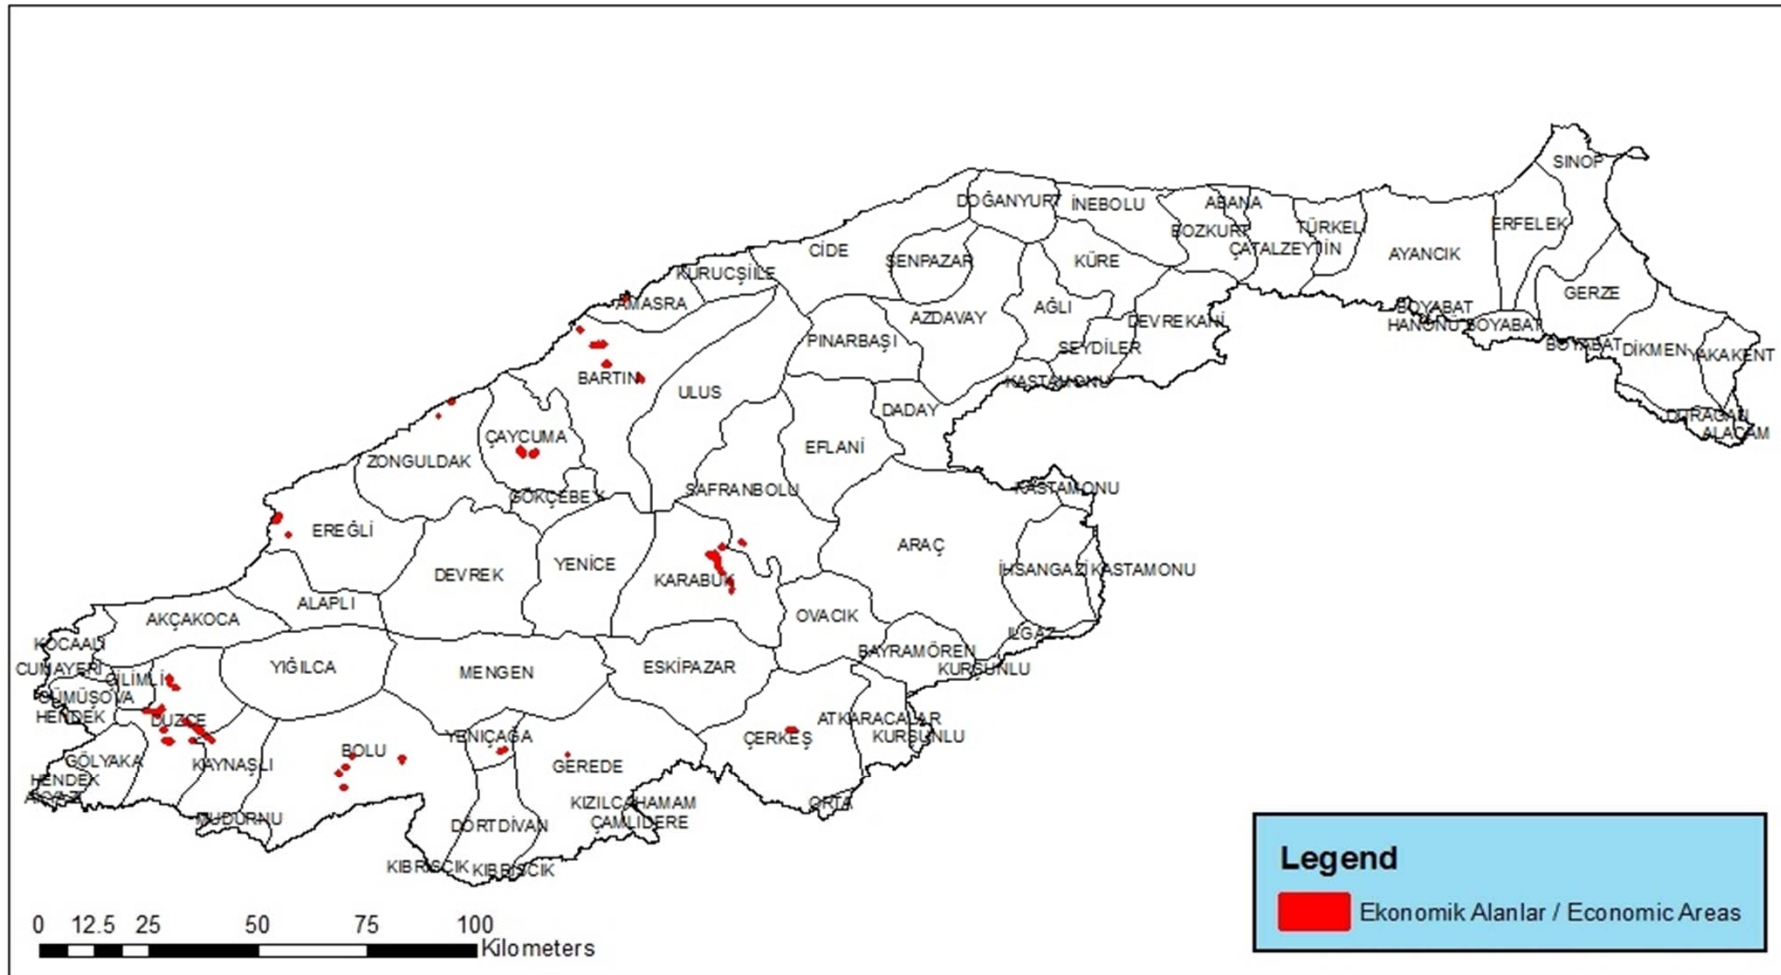 SINOP
DOĞANYURT
İNEBOLU
ABANA
BOZKURT
ÇATALZEYTİN
TÜRKELİ
AYANCIK
ERFELEK
CİDE
ŞENPAZAR
KÜRE
KURUCŞİİLE
AMASRA
AZDAVAY
AĞLI
DEVREKANİ
GERZE
BOYABAT
HANÖNÜ
BOYABAT
BOYABAT
DİKMEN
YAKAKENT
PINARBAŞI
SEYDİLER
KASTAMONU
BARTIN
ULUS
DADAY
DURAĞAN
ALAÇAM
ÇAYCUMA
EFLANİ
ZONGULDAK
GÖKÇEBEY
SAFRANBOLU
KASTAMONU
EREĞLİ
ARAÇ
DEVREK
YENİCE
KARABÜK
İHSANGAZİ
KASTAMONU
ALAPLI
AKÇAKOCA
OVACIK
ILGAZ
KOCAALİ
CUMAYERİ
GİLİMLİ
YIĞILCA
MENGEN
ESKİPAZAR
BAYRAMÖREN
KURŞUNLU
GÜMÜŞOVA
HENDEK
DÜZCE
YENİÇAĞA
ATKARACALAR
KURŞUNLU
ÇERKEŞ
GÖLYAKA
KAYNAŞLI
BOLU
GEREDE
HENDEK
MUDURNU
DÖRTDİVAN
KIZILCAHAMAM
ÇAMLIDERE
ORTA
KIBRISCIK
KIBRISCIK
Legend
Ekonomik Alanlar / Economic Areas
0 12.5 25 50 75 100
Kilometers